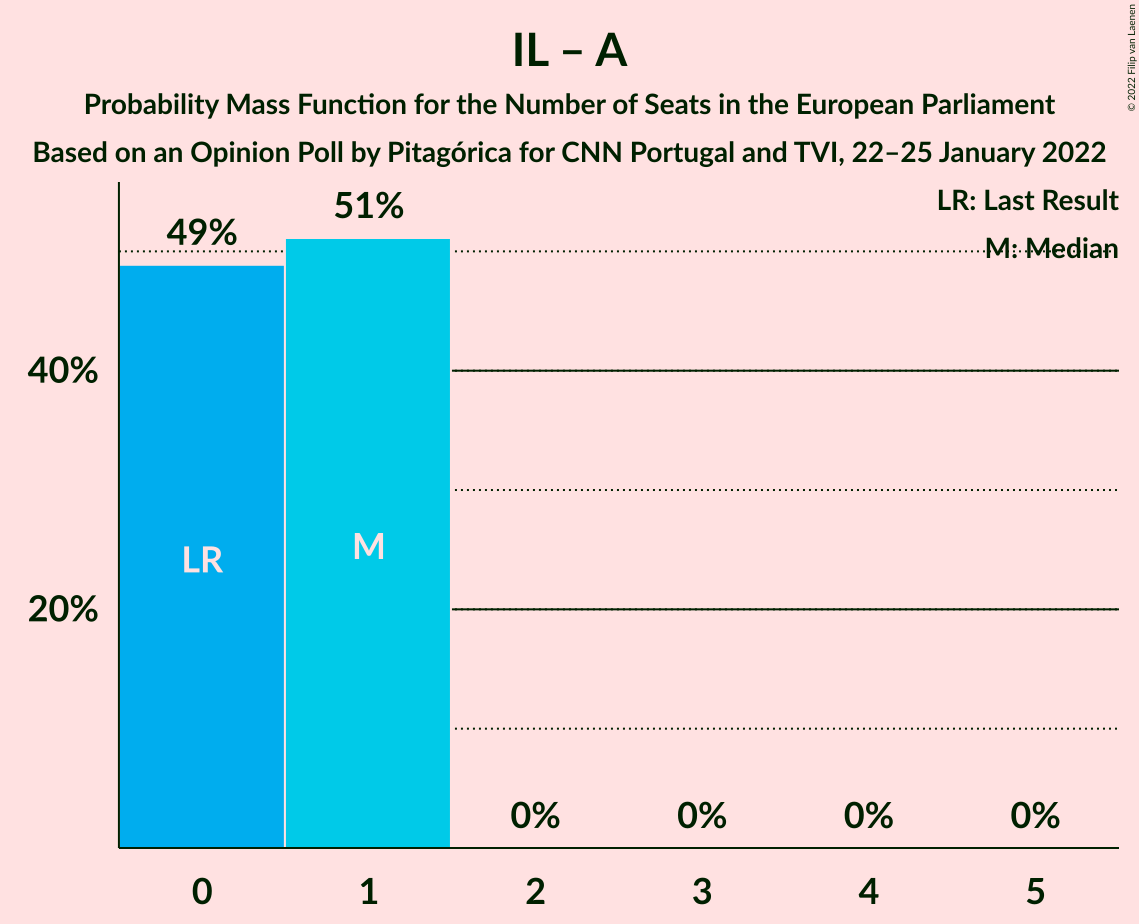 IL – A
Probability Mass Function for the Number of Seats in the European Parliament
Based on an Opinion Poll by Pitagórica for CNN Portugal and TVI, 22–25 January 2022
© 2022 Filip van Laenen
LR: Last Result
M: Median
49%
51%
40%
20%
LR
M
0%
0%
0%
0%
0
1
2
3
4
5